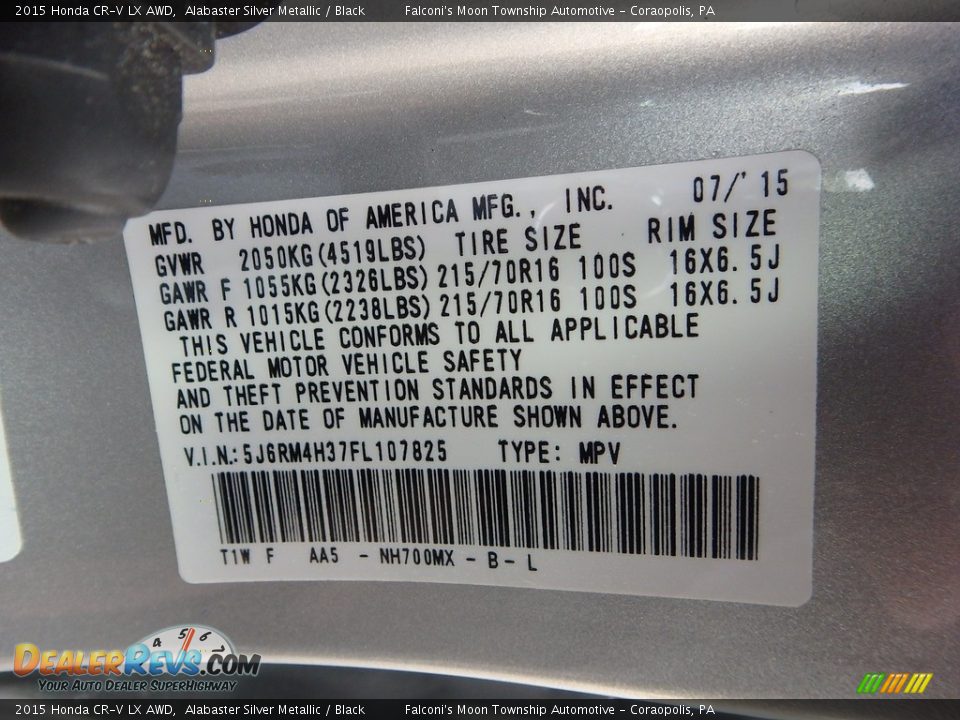 2015 Honda CR-V LX AWD, Alabaster Silver Metallic / Black Falconi's Moon Township Automotive - Coraopolis, PA
MFD. BY HONDA OF AMERICA MFG., INC. 07/'15
GVWR 2050KG(4519LBS) TIRE SIZE RIM SIZE
GAWR F 1055KG(2326LBS) 215/70R16 100S 16X6.5J
GAWR R 1015KG(2238LBS) 215/70R16 100S 16X6.5J
THIS VEHICLE CONFORMS TO ALL APPLICABLE
FEDERAL MOTOR VEHICLE SAFETY
AND THEFT PREVENTION STANDARDS IN EFFECT
ON THE DATE OF MANUFACTURE SHOWN ABOVE.
V.I.N.: 5J6RM4H37FL107825 TYPE: MPV
T1W F AA5 - NH700MX - B - L
4 5 6 7
DEALERREVS.COM
YOUR AUTO DEALER SUPERHIGHWAY
2015 Honda CR-V LX AWD, Alabaster Silver Metallic / Black Falconi's Moon Township Automotive - Coraopolis, PA